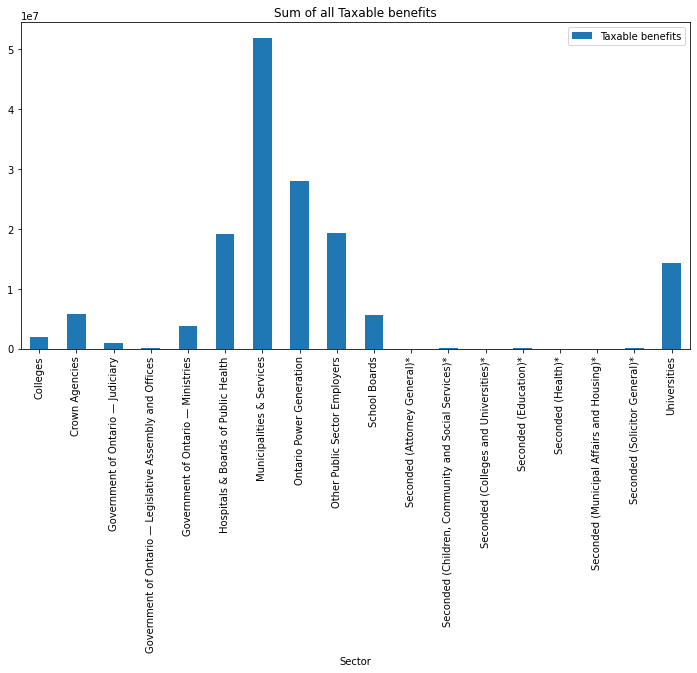 Sum of all Taxable benefits
1e7
Taxable benefits
5
4
3
2
1
0
Colleges
Crown Agencies
Government of Ontario — Judiciary
Government of Ontario — Legislative Assembly and Offices
Government of Ontario — Ministries
Hospitals & Boards of Public Health
Municipalities & Services
Ontario Power Generation
Other Public Sector Employers
School Boards
Seconded (Attorney General)*
Seconded (Children, Community and Social Services)*
Seconded (Colleges and Universities)*
Seconded (Education)*
Seconded (Health)*
Seconded (Municipal Affairs and Housing)*
Seconded (Solicitor General)*
Universities
Sector